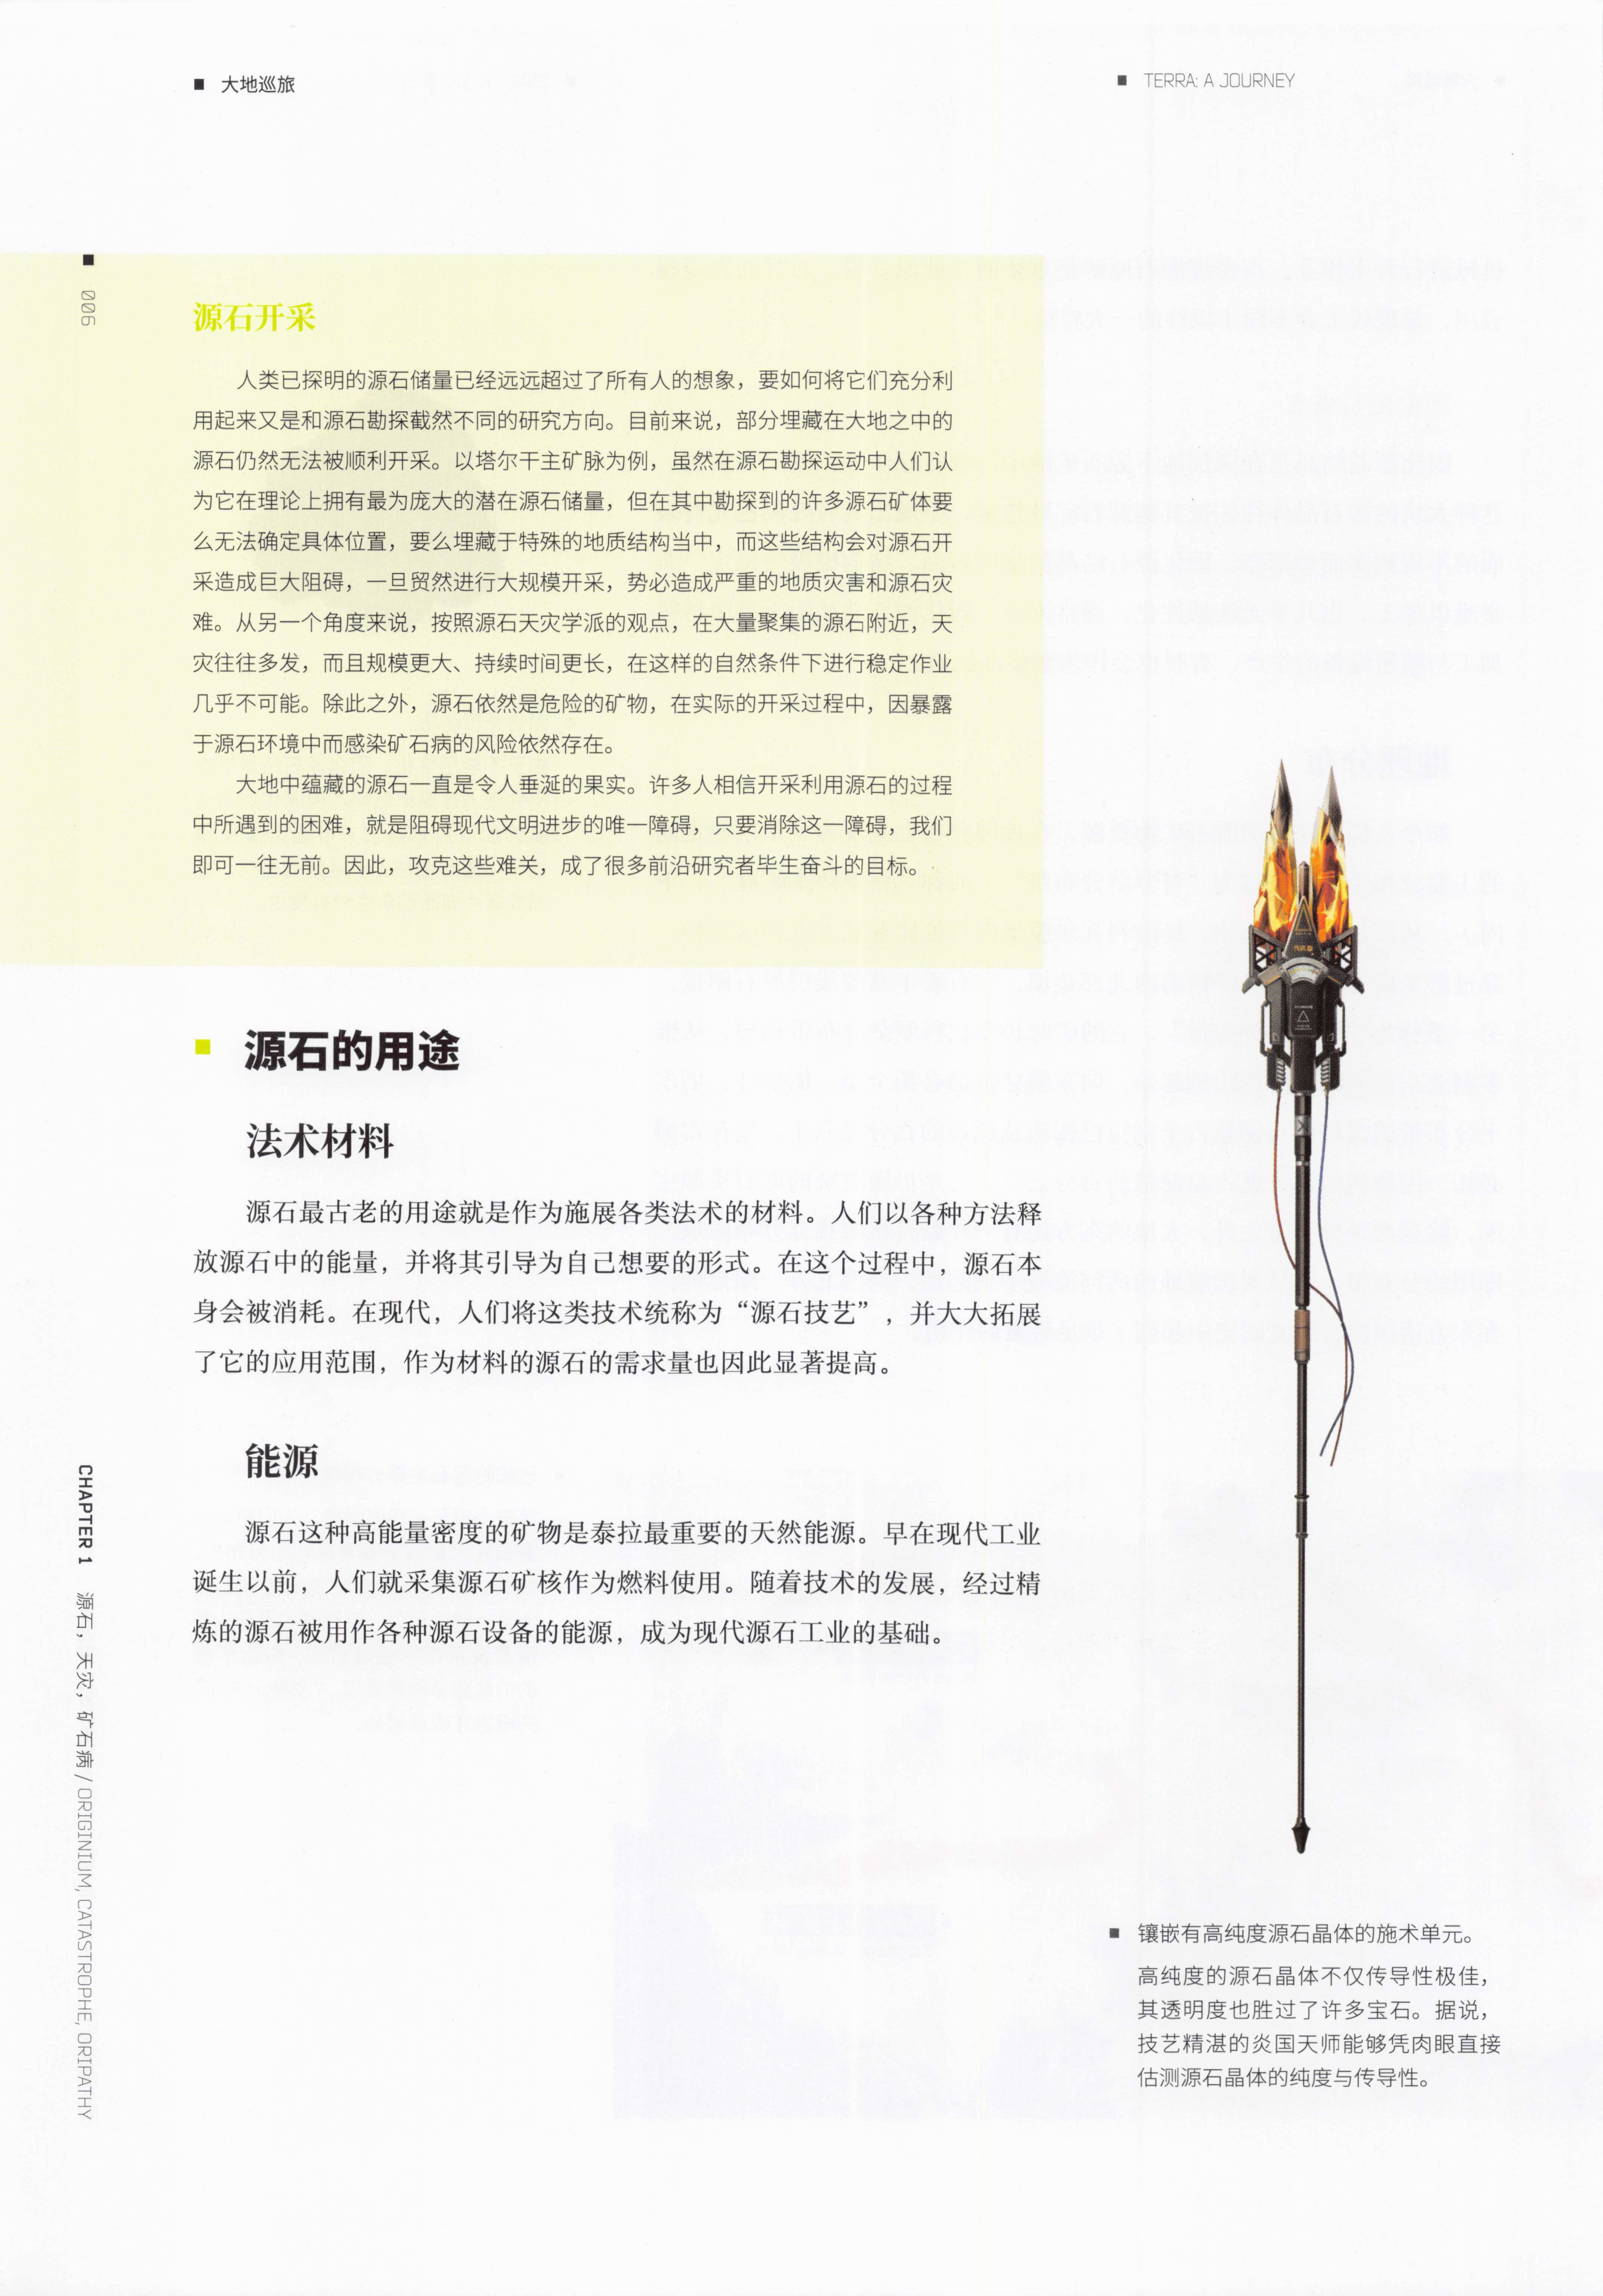 大地巡旅
TERRA: A JOURNEY
006
源石开采
人类已探明的源石储量已经远远超过了所有人的想象，要如何将它们充分利
用起来又是和源石勘探截然不同的研究方向。目前来说，部分埋藏在大地之中的
源石仍然无法被顺利开采。以塔尔干主矿脉为例，虽然在源石勘探运动中人们认
为它在理论上拥有最为庞大的潜在源石储量，但在其中勘探到的许多源石矿体要
么无法确定具体位置，要么埋藏于特殊的地质结构当中，而这些结构会对源石开
采造成巨大阻碍，一旦贸然进行大规模开采，势必造成严重的地质灾害和源石灾
难。从另一个角度来说，按照源石天灾学派的观点，在大量聚集的源石附近，天
灾往往多发，而且规模更大、持续时间更长，在这样的自然条件下进行稳定作业
几乎不可能。除此之外，源石依然是危险的矿物，在实际的开采过程中，因暴露
于源石环境中而感染矿石病的风险依然存在。
大地中蕴藏的源石一直是令人垂涎的果实。许多人相信开采利用源石的过程
中所遇到的困难，就是阻碍现代文明进步的唯一障碍，只要消除这一障碍，我们
即可一往无前。因此，攻克这些难关，成了很多前沿研究者毕生奋斗的目标。
源石的用途
法术材料
源石最古老的用途就是作为施展各类法术的材料。人们以各种方法释
放源石中的能量，并将其引导为自己想要的形式。在这个过程中，源石本
身会被消耗。在现代，人们将这类技术统称为“源石技艺”，并大大拓展
了它的应用范围，作为材料的源石的需求量也因此显著提高。
能源
源石这种高能量密度的矿物是泰拉最重要的天然能源。早在现代工业
诞生以前，人们就采集源石矿核作为燃料使用。随着技术的发展，经过精
炼的源石被用作各种源石设备的能源，成为现代源石工业的基础。
镶嵌有高纯度源石晶体的施术单元。
高纯度的源石晶体不仅传导性极佳，
其透明度也胜过了许多宝石。据说，
技艺精湛的炎国天师能够凭肉眼直接
估测源石晶体的纯度与传导性。
CHAPTER 1 源石，天灾，矿石病 / ORIGINIUM, CATASTROPHE, ORIPATHY